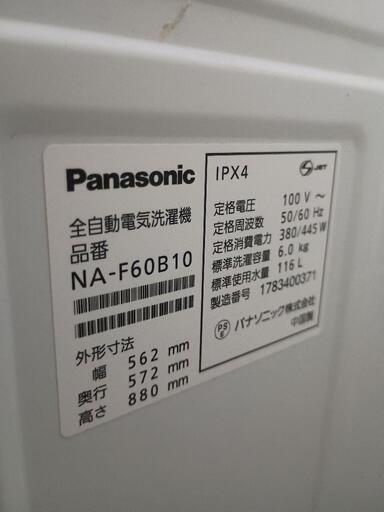 Panasonic
全自動電気洗濯機
品番
NA-F60B10
外形寸法
幅 562 mm
奥行 572 mm
高さ 880 mm
IPX4
JET
定格電圧 100 V ～
定格周波数 50/60 Hz
定格消費電力 380/445 W
標準洗濯容量 6.0 kg
標準使用水量 116 L
製造番号 1783400371
PS
E
パナソニック株式会社
中国製